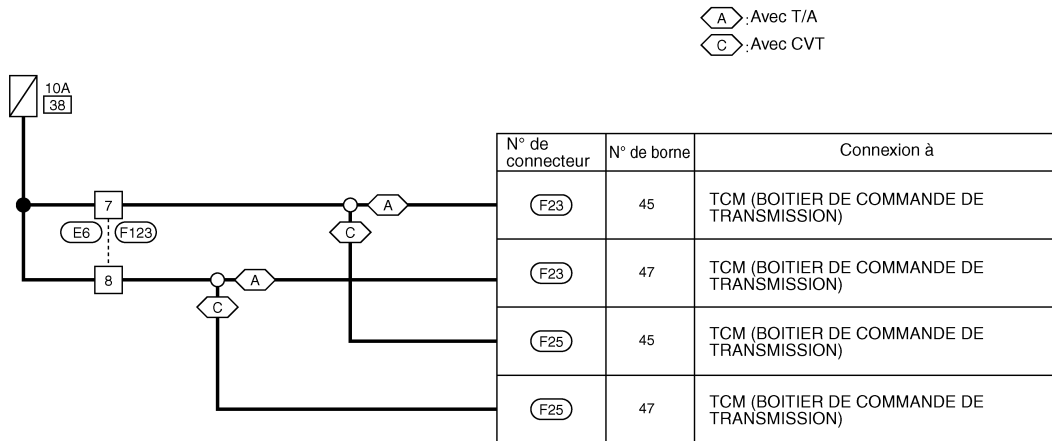 A :Avec T/A
C :Avec CVT
10A
38
N° de connecteur
N° de borne
Connexion à
7
A
F23
45
TCM (BOITIER DE COMMANDE DE
TRANSMISSION)
E6
F123
C
8
A
F23
47
TCM (BOITIER DE COMMANDE DE
TRANSMISSION)
C
F25
45
TCM (BOITIER DE COMMANDE DE
TRANSMISSION)
F25
47
TCM (BOITIER DE COMMANDE DE
TRANSMISSION)